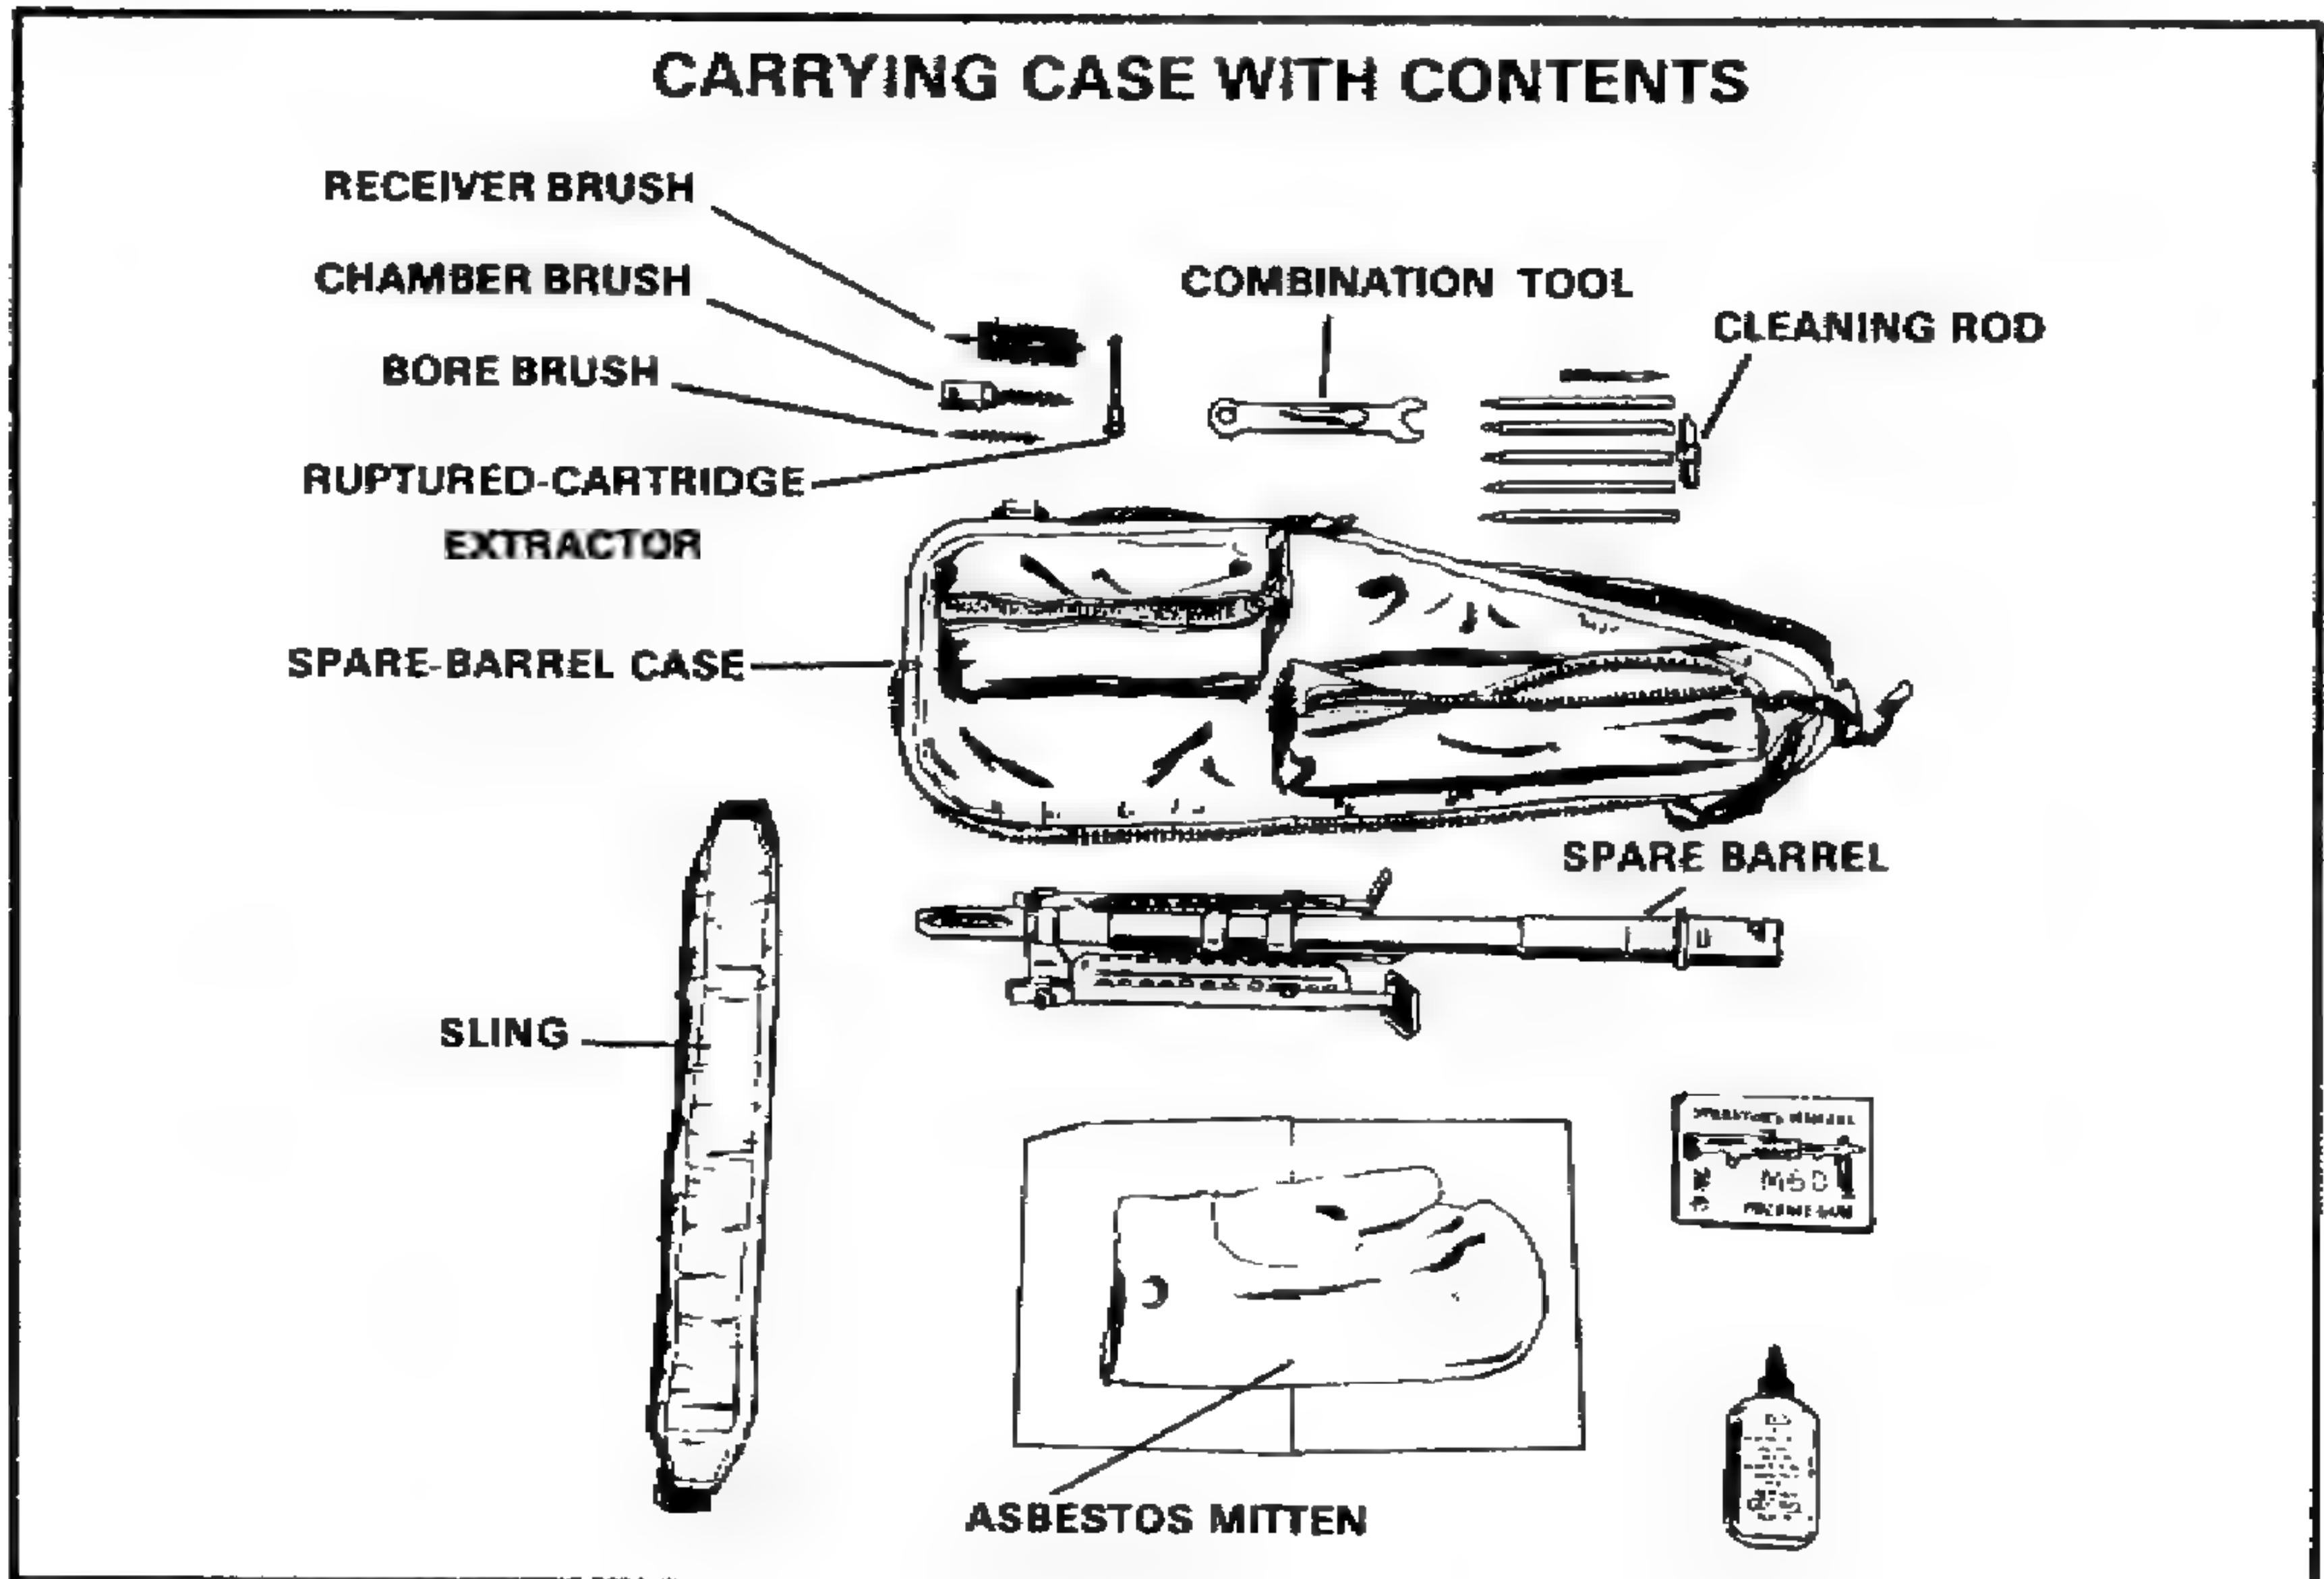 CARRYING CASE WITH CONTENTS
RECEIVER BRUSH
CHAMBER BRUSH
BORE BRUSH
RUPTURED-CARTRIDGE
EXTRACTOR
COMBINATION TOOL
CLEANING ROD
SPARE-BARREL CASE
SPARE BARREL
SLING
MANUAL
M60
ASBESTOS MITTEN